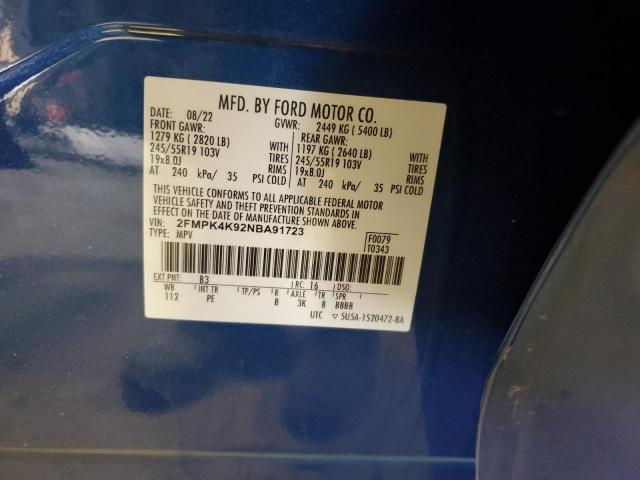 MFD. BY FORD MOTOR CO.
DATE: 08/22 GVWR: 2449 KG ( 5400 LB)
FRONT GAWR: REAR GAWR:
1279 KG ( 2820 LB) WITH 1197 KG ( 2640 LB) WITH
245/55R19 103V TIRES 245/55R19 103V TIRES
19x8.0J RIMS 19x8.0J RIMS
AT 240 kPa/ 35 PSI COLD AT 240 kPa/ 35 PSI COLD
THIS VEHICLE CONFORMS TO ALL APPLICABLE FEDERAL MOTOR
VEHICLE SAFETY AND THEFT PREVENTION STANDARDS IN
EFFECT ON THE DATE OF MANUFACTURE SHOWN ABOVE.
VIN: 2FMPK4K92NBA91723
TYPE: MPV
F0079
T0343
EXT PNT: B3 RC: 16 DSO:
WB INT TR TP/PS R AXLE TR SPR
112 PE B 3K B BBBB
UTC ▽ 5U5A-1520472-BA